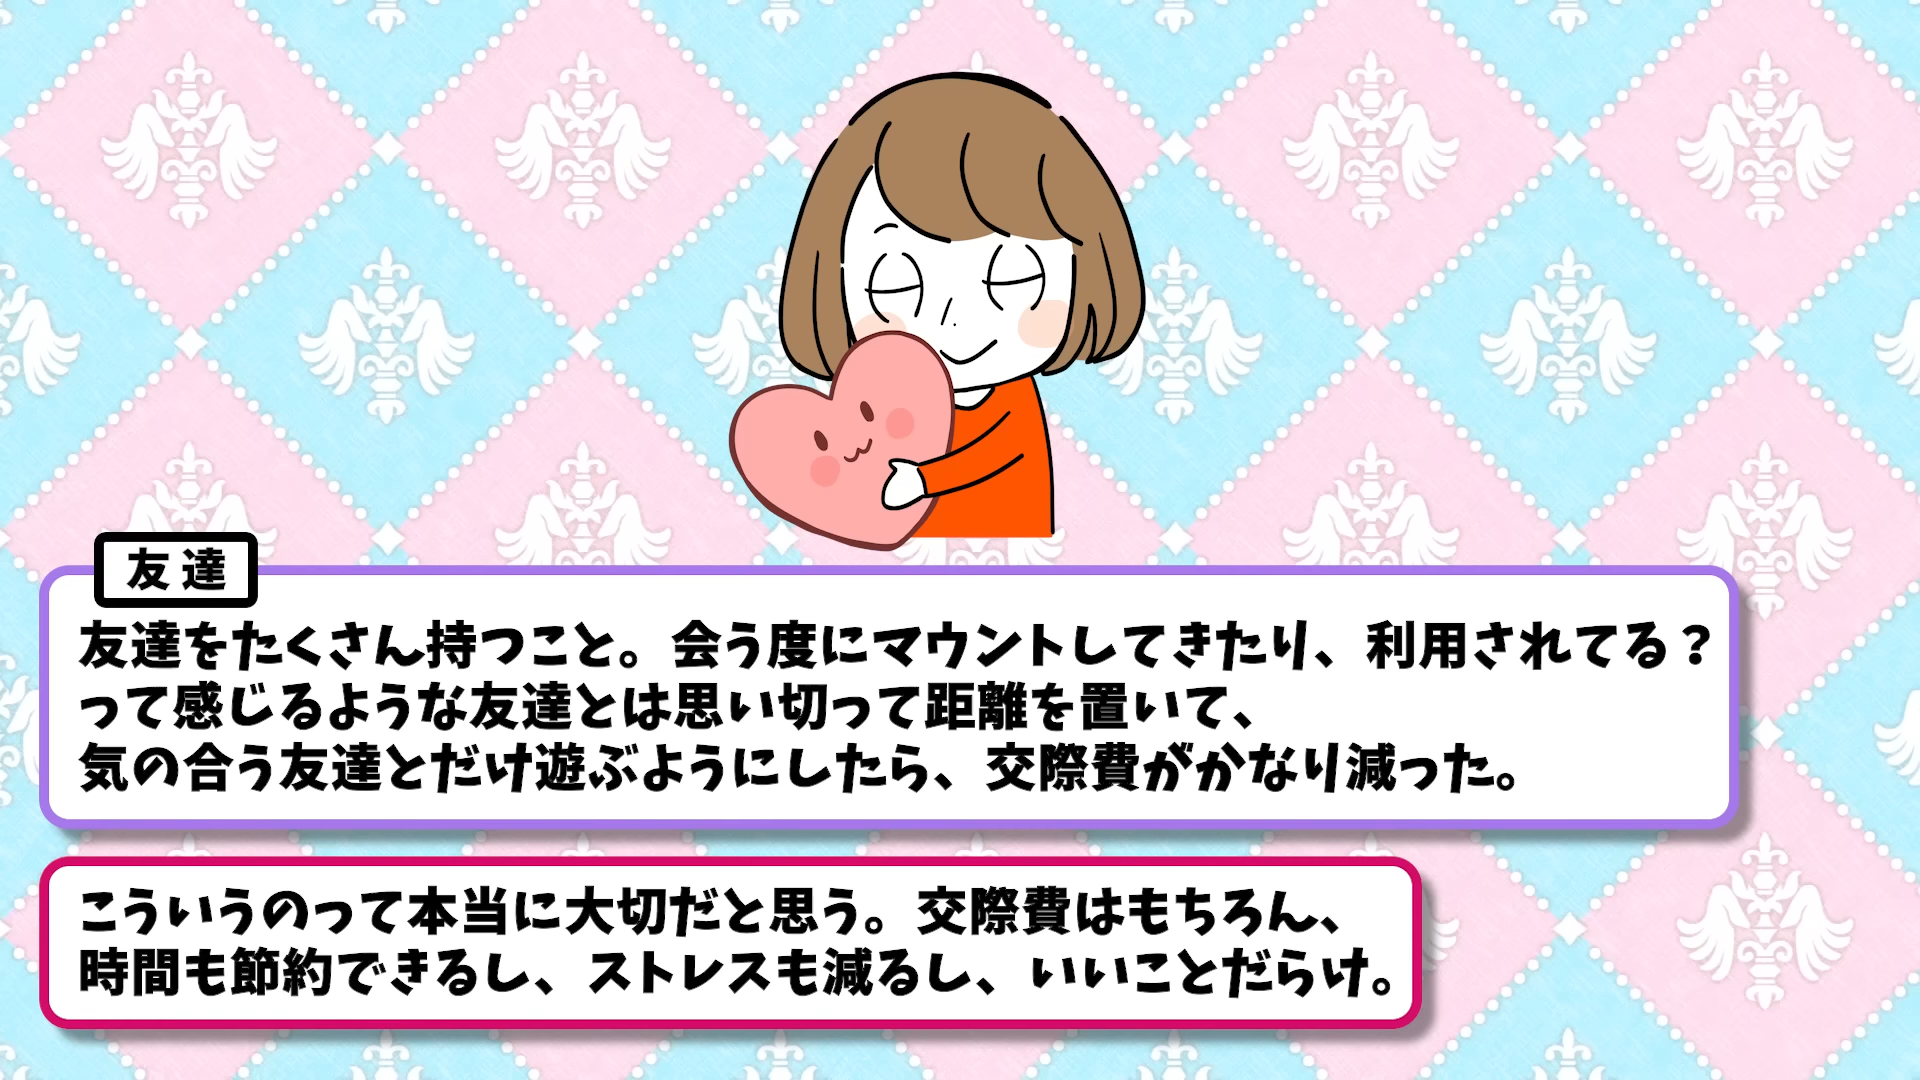 友達
友達をたくさん持つこと。会う度にマウントしてきたり、利用されてる？
って感じるような友達とは思い切って距離を置いて、
気の合う友達とだけ遊ぶようにしたら、交際費がかなり減った。
こういうのって本当に大切だと思う。交際費はもちろん、
時間も節約できるし、ストレスも減るし、いいことだらけ。